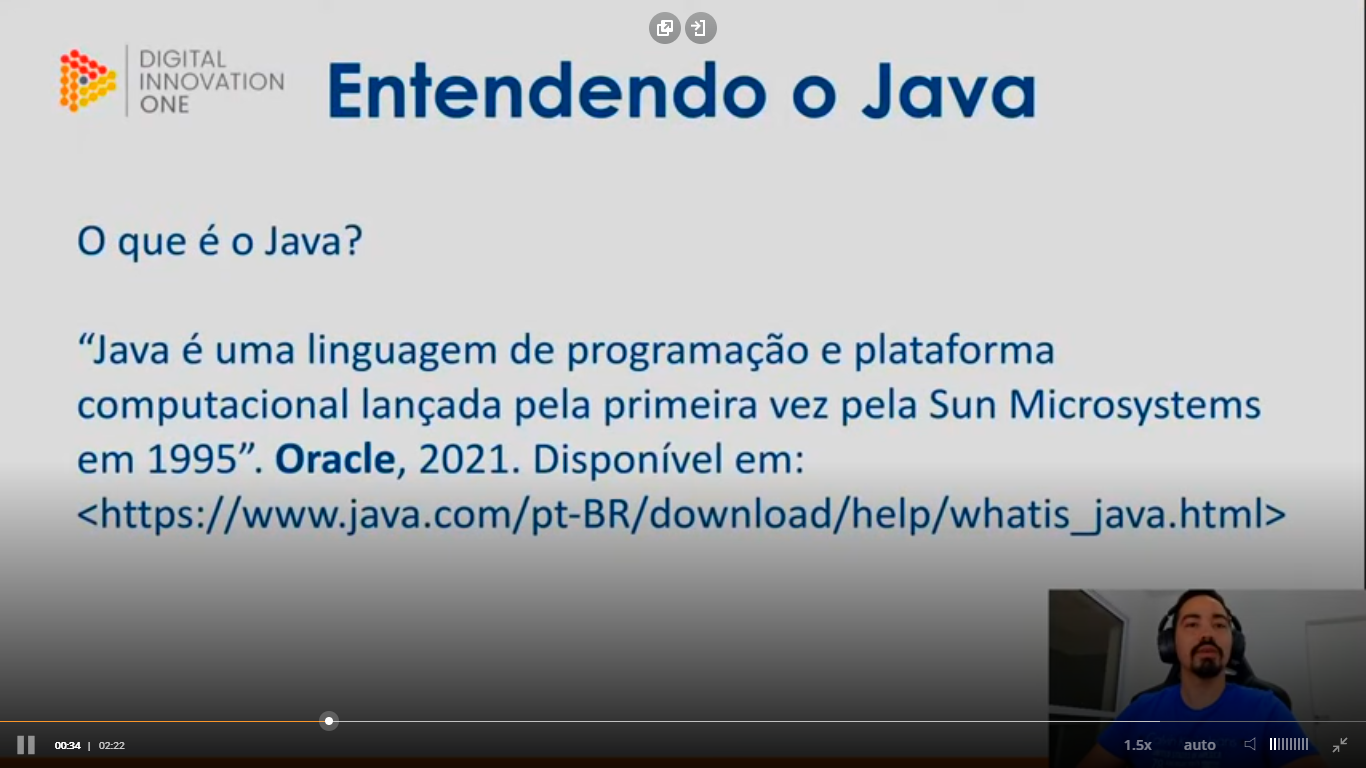 DIGITAL
INNOVATION
ONE
Entendendo o Java
O que é o Java?
“Java é uma linguagem de programação e plataforma
computacional lançada pela primeira vez pela Sun Microsystems
em 1995”. Oracle, 2021. Disponível em:
<https://www.java.com/pt-BR/download/help/whatis_java.html>
00:34 | 02:22
1.5x
auto